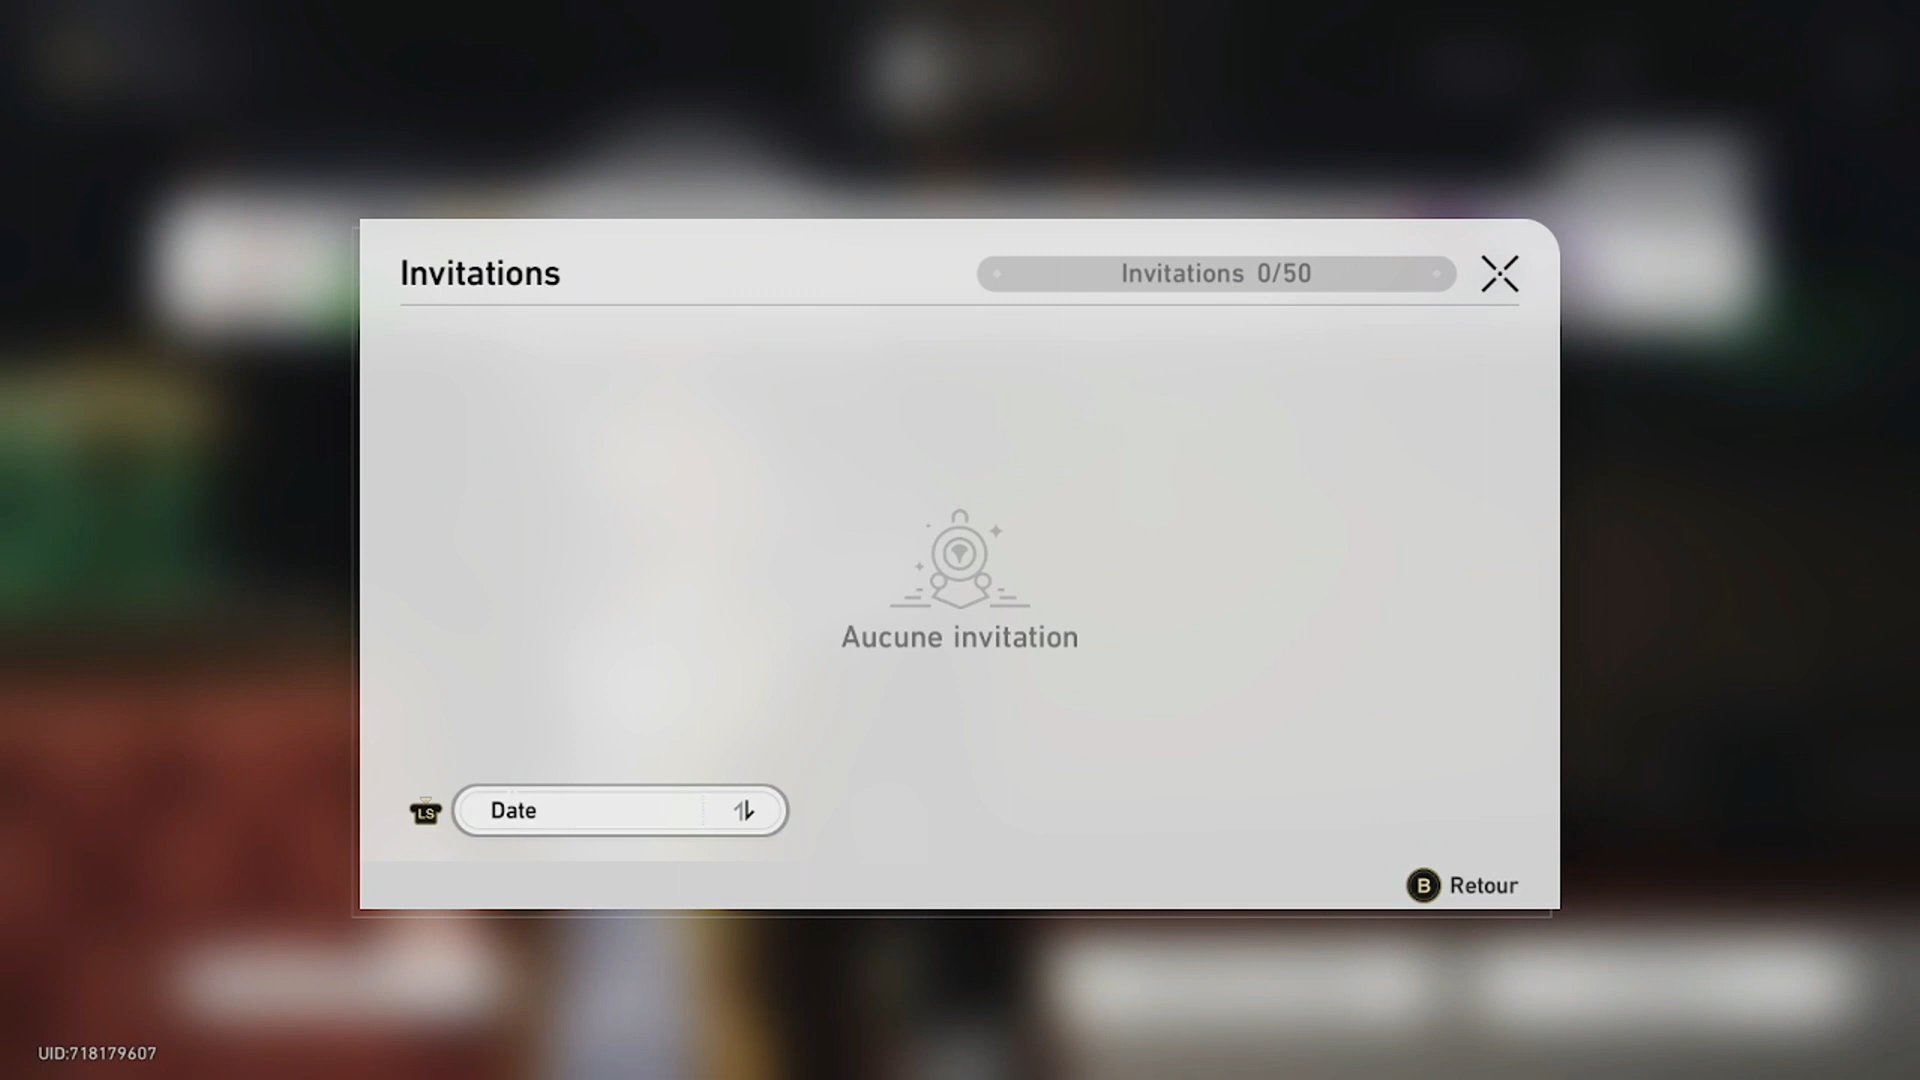 Invitations
Invitations 0/50
Aucune invitation
LS
Date
B Retour
UID:718179607